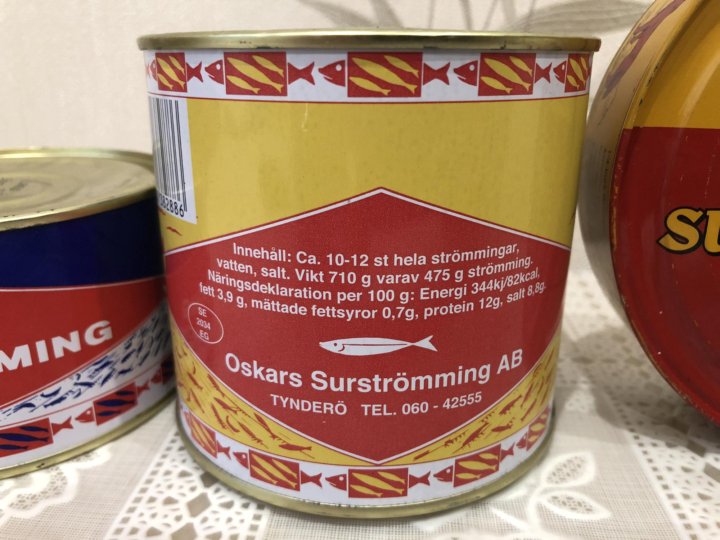 62886
Innehåll: Ca. 10-12 st hela strömmingar,
vatten, salt. Vikt 710 g varav 475 g strömming.
Näringsdeklaration per 100 g: Energi 344kj/82kcal,
fett 3,9 g, mättade fettsyror 0,7g, protein 12g, salt 8,8g.
SE
2034
EG
Oskars Surströmming AB
TYNDERÖ TEL. 060 - 42555
MING
su